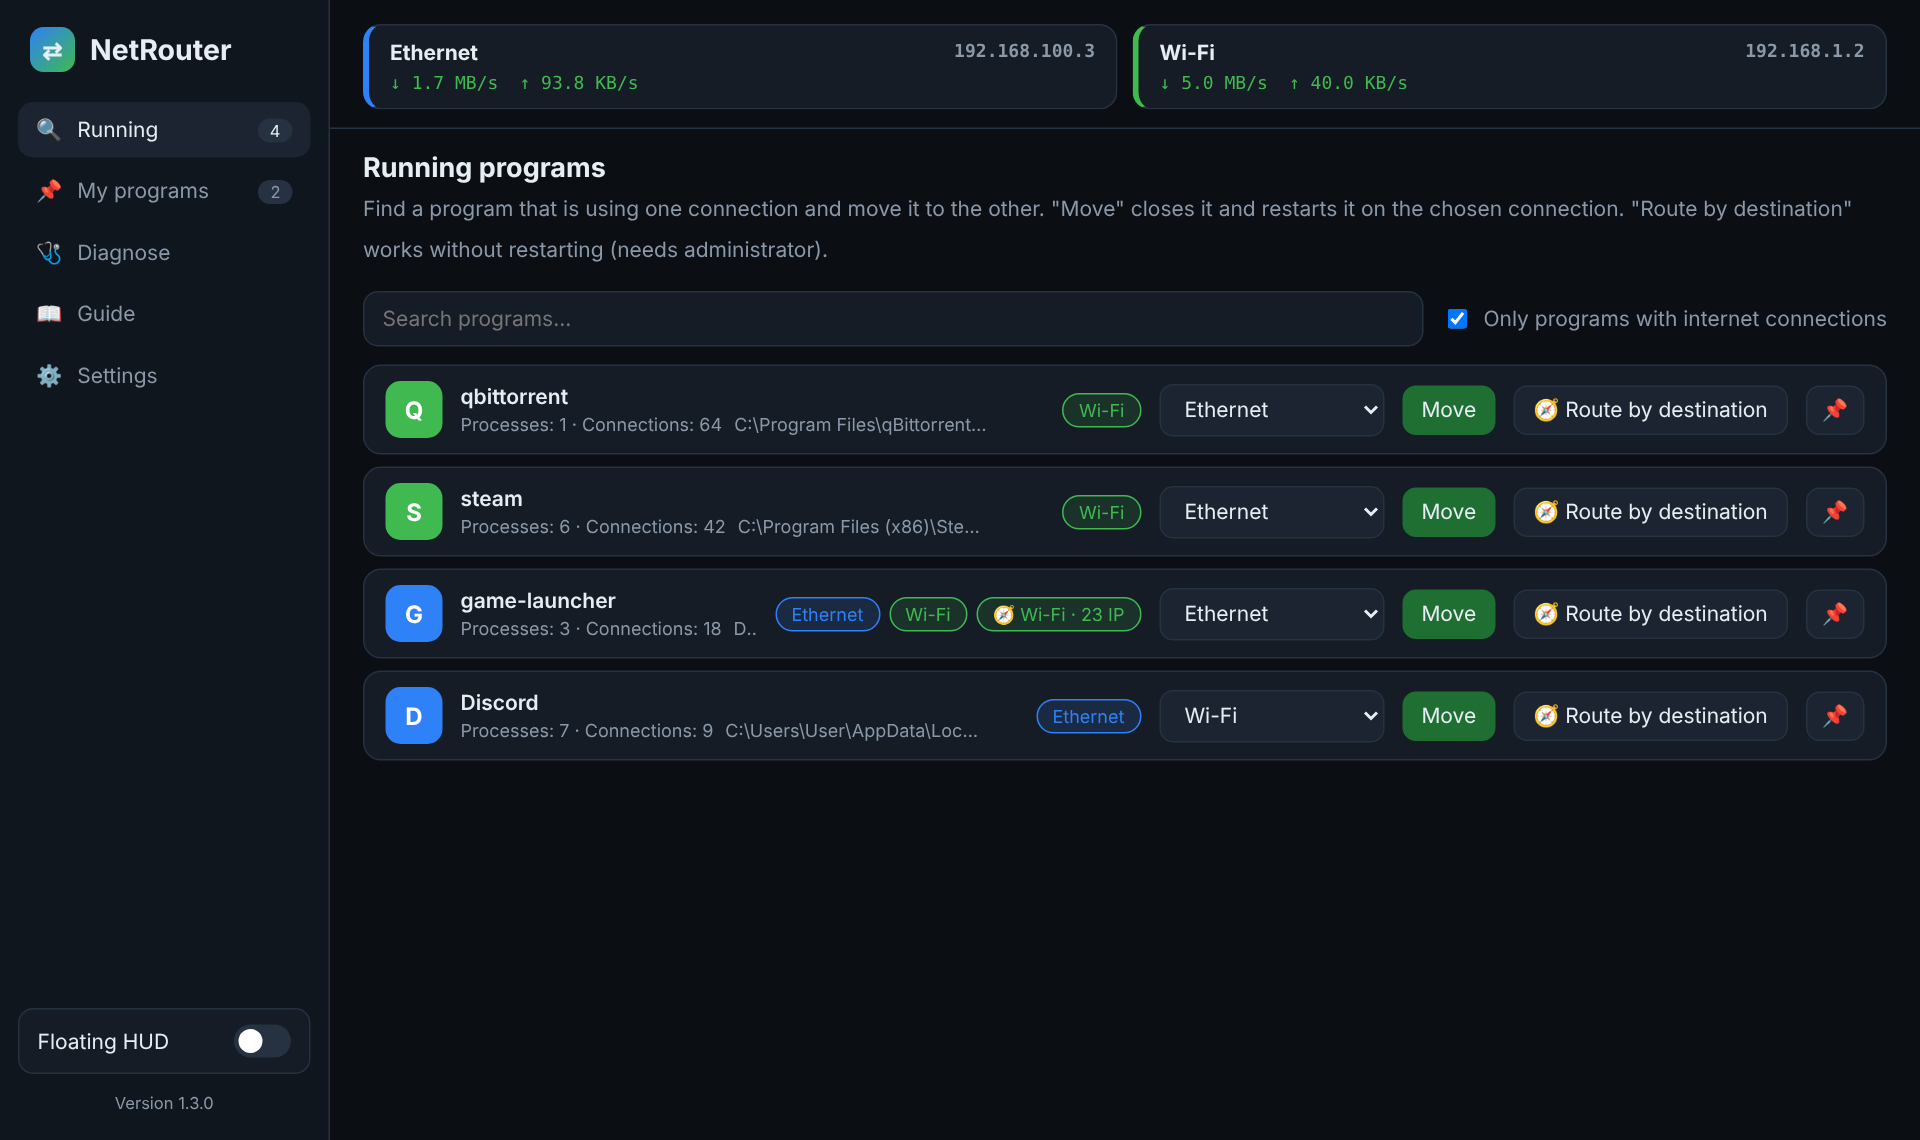 NetRouter
Running 4
My programs 2
Diagnose
Guide
Settings
Floating HUD
Version 1.3.0
Ethernet 192.168.100.3
↓ 1.7 MB/s ↑ 93.8 KB/s
Wi-Fi 192.168.1.2
↓ 5.0 MB/s ↑ 40.0 KB/s
Running programs
Find a program that is using one connection and move it to the other. "Move" closes it and restarts it on the chosen connection. "Route by destination"
works without restarting (needs administrator).
Search programs... Only programs with internet connections
Q qbittorrent
Processes: 1 · Connections: 64 C:\Program Files\qBittorrent...
Wi-Fi Ethernet Move Route by destination
S steam
Processes: 6 · Connections: 42 C:\Program Files (x86)\Ste...
Wi-Fi Ethernet Move Route by destination
G game-launcher
Processes: 3 · Connections: 18 D..
Ethernet Wi-Fi Wi-Fi · 23 IP Ethernet Move Route by destination
D Discord
Processes: 7 · Connections: 9 C:\Users\User\AppData\Loc...
Ethernet Wi-Fi Move Route by destination